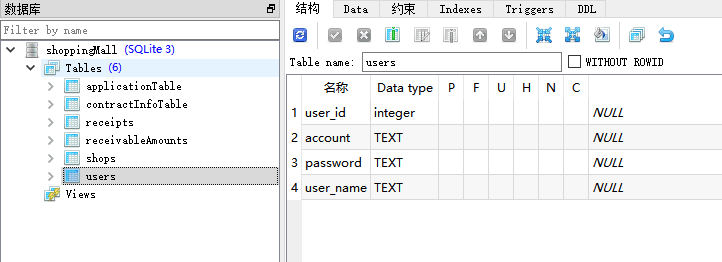 数据库
Filter by name
shoppingMall (SQLite 3)
Tables (6)
applicationTable
contractInfoTable
receipts
receivableAmounts
shops
users
Views
结构 Data 约束 Indexes Triggers DDL
Table name: users WITHOUT ROWID
名称 Data type P F U H N C
1 user_id integer NULL
2 account TEXT NULL
3 password TEXT NULL
4 user_name TEXT NULL